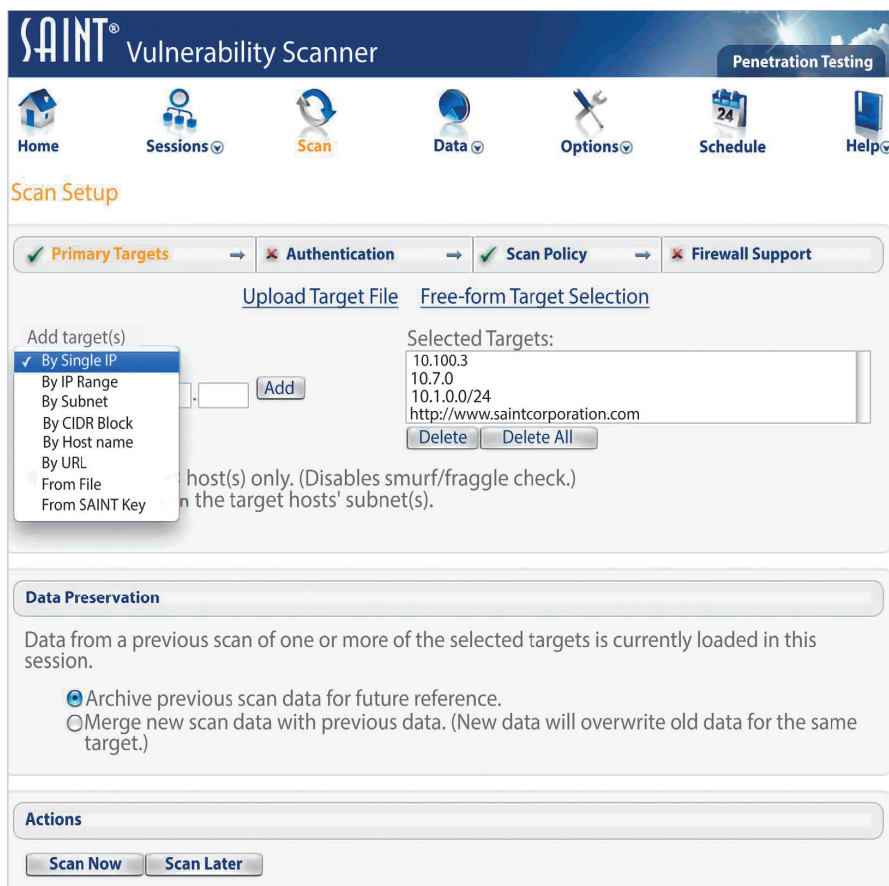 SAINT® Vulnerability Scanner
Penetration Testing
Home Sessions Scan Data Options Schedule Help
24
Scan Setup
Primary Targets Authentication Scan Policy Firewall Support
Upload Target File Free-form Target Selection
Add target(s)
By Single IP
By IP Range
By Subnet
By CIDR Block
By Host name
By URL
From File
From SAINT Key
. Add
Selected Targets:
10.100.3
10.7.0
10.1.0.0/24
http://www.saintcorporation.com
Delete Delete All
host(s) only. (Disables smurf/fraggle check.)
n the target hosts' subnet(s).
Data Preservation
Data from a previous scan of one or more of the selected targets is currently loaded in this
session.
Archive previous scan data for future reference.
Merge new scan data with previous data. (New data will overwrite old data for the same
target.)
Actions
Scan Now Scan Later